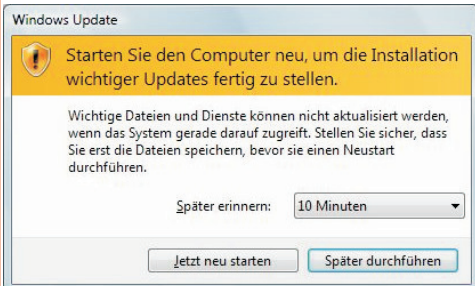 Windows Update
Starten Sie den Computer neu, um die Installation
wichtiger Updates fertig zu stellen.
Wichtige Dateien und Dienste können nicht aktualisiert werden,
wenn das System gerade darauf zugreift. Stellen Sie sicher, dass
Sie erst die Dateien speichern, bevor sie einen Neustart
durchführen.
Später erinnern: 10 Minuten
Jetzt neu starten Später durchführen